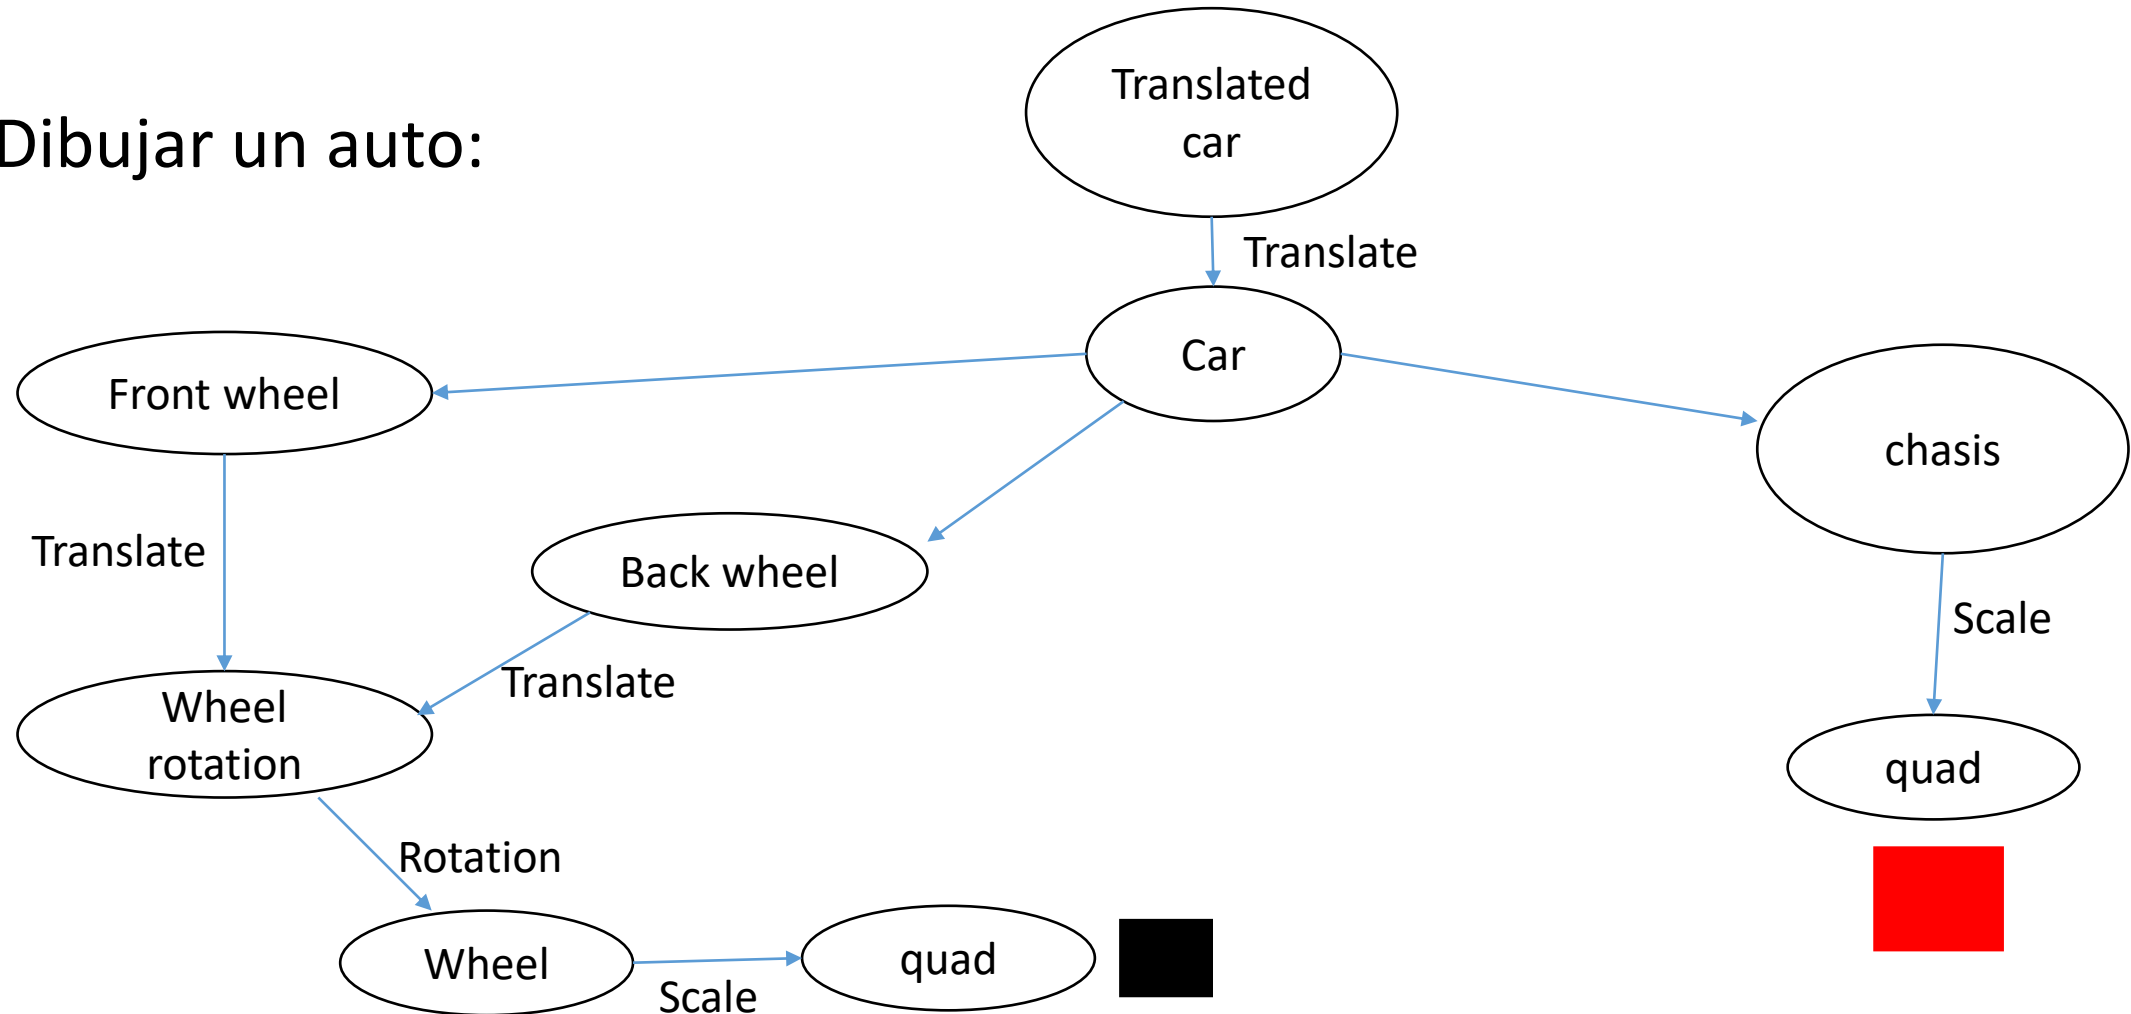 Dibujar un auto:
Translated
car
Translate
Car
Front wheel
chasis
Translate
Back wheel
Scale
Translate
Wheel
rotation
quad
Rotation
Wheel
Scale
quad